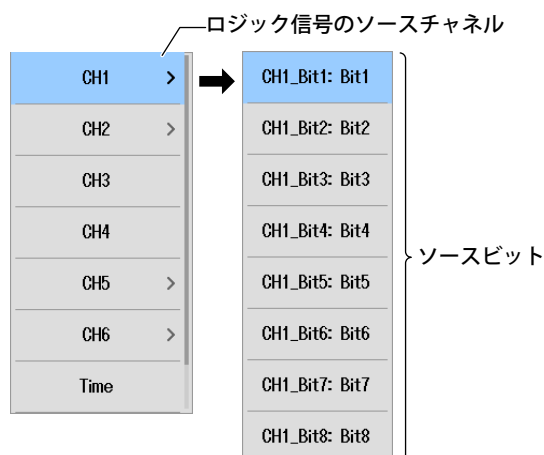 ロジック信号のソースチャネル
CH1 >
CH2 >
CH3
CH4
CH5 >
CH6 >
Time
CH1_Bit1: Bit1
CH1_Bit2: Bit2
CH1_Bit3: Bit3
CH1_Bit4: Bit4
CH1_Bit5: Bit5
CH1_Bit6: Bit6
CH1_Bit7: Bit7
CH1_Bit8: Bit8
ソースビット